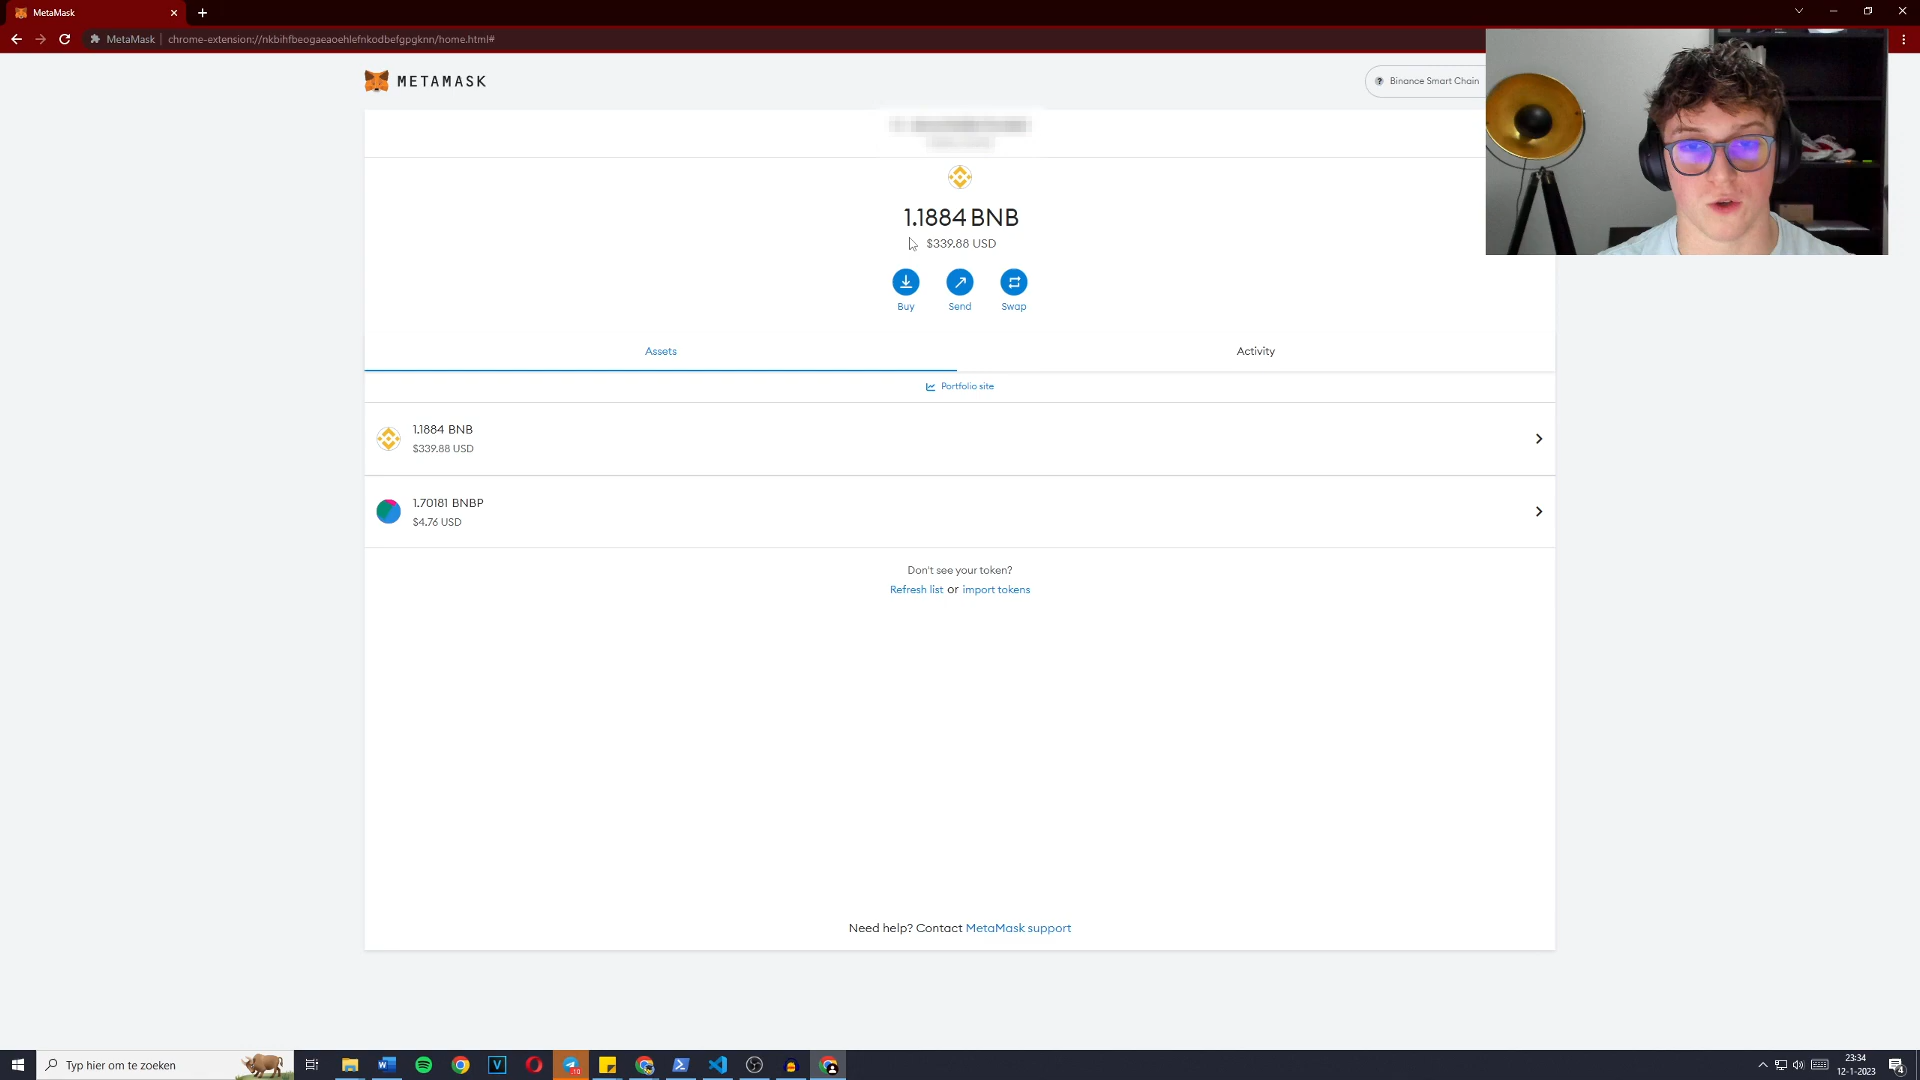 MetaMask
MetaMask
chrome-extension://nkbihfbeogaeaoehlefnkodbefgpgknn/home.html#
METAMASK
Binance Smart Chain
1.1884 BNB
$339.88 USD
Buy
Send
Swap
Assets
Activity
Portfolio site
1.1884 BNB
$339.88 USD
1.70181 BNBP
$4.76 USD
Don't see your token?
Refresh list or import tokens
Need help? Contact MetaMask support
Typ hier om te zoeken
23:34
12-1-2023